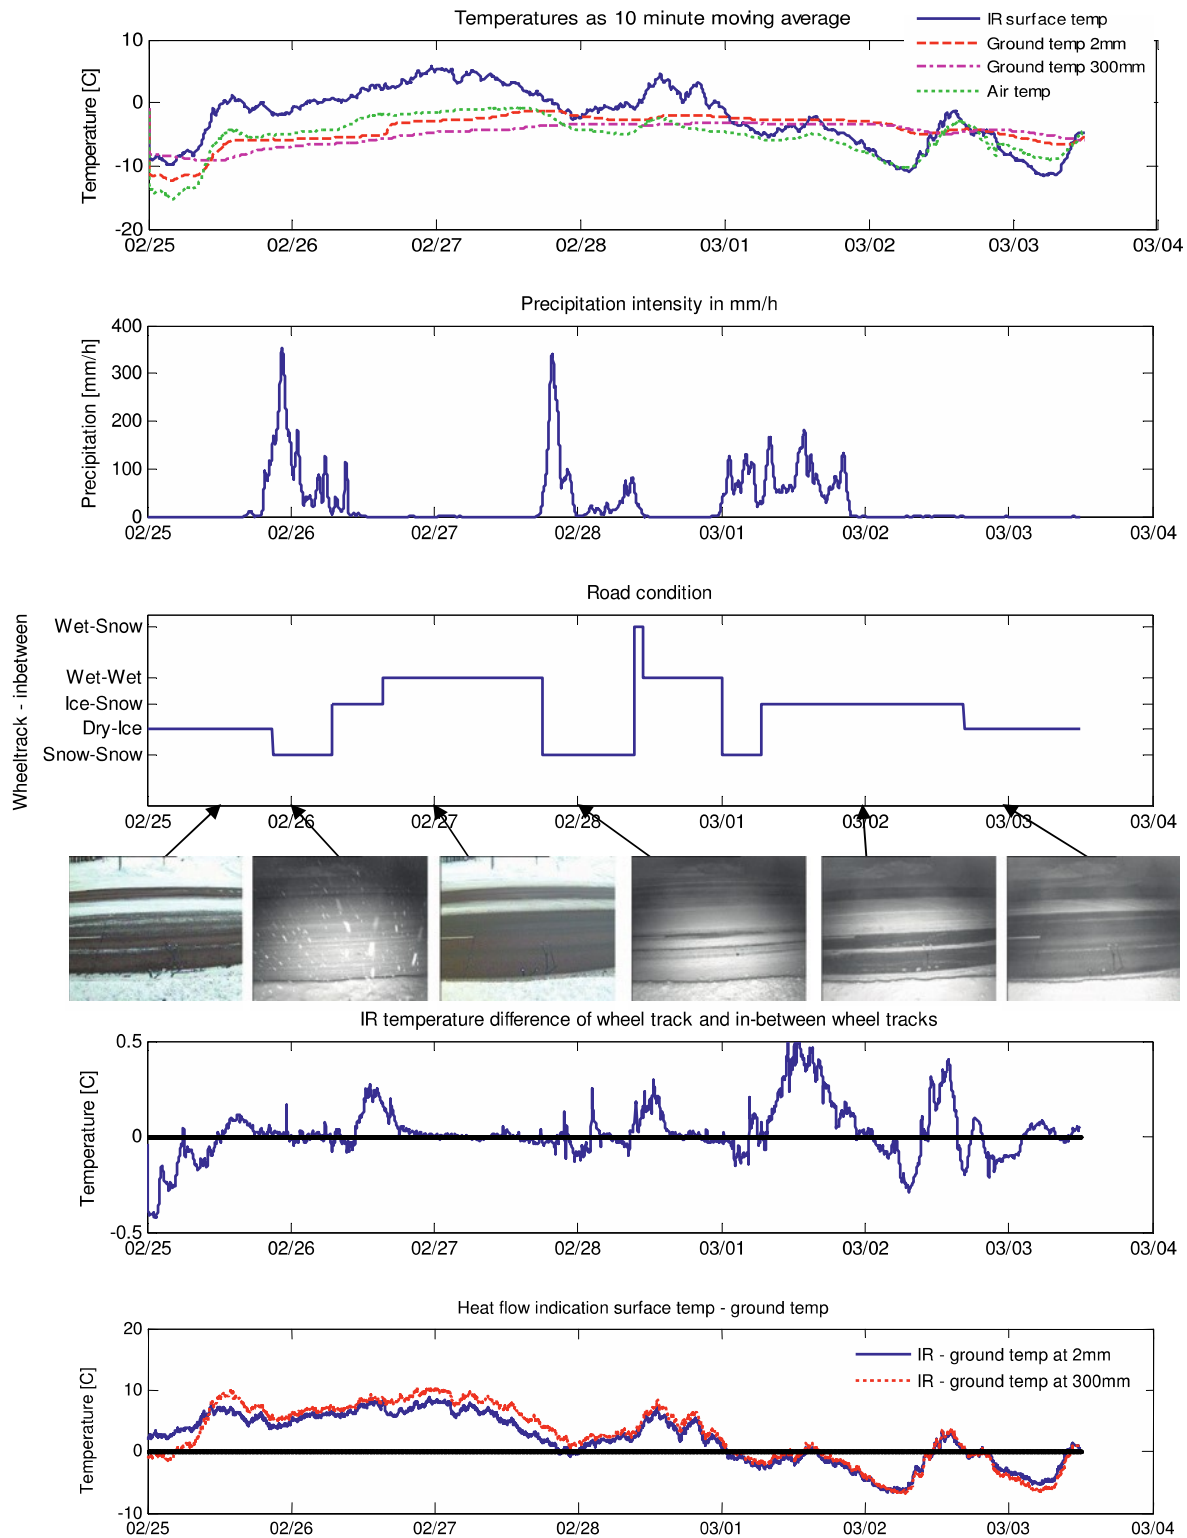 Temperatures as 10 minute moving average
IR surface temp
Ground temp 2mm
Ground temp 300mm
Air temp
Temperature [C]
10
0
-10
-20
02/25 02/26 02/27 02/28 03/01 03/02 03/03 03/04
Precipitation intensity in mm/h
Precipitation [mm/h]
400
300
200
100
0
02/25 02/26 02/27 02/28 03/01 03/02 03/03 03/04
Road condition
Wheeltrack - inbetween
Wet-Snow
Wet-Wet
Ice-Snow
Dry-Ice
Snow-Snow
02/25 02/26 02/27 02/28 03/01 03/02 03/03 03/04
IR temperature difference of wheel track and in-between wheel tracks
Temperature [C]
0.5
0
-0.5
02/25 02/26 02/27 02/28 03/01 03/02 03/03 03/04
Heat flow indication surface temp - ground temp
IR - ground temp at 2mm
IR - ground temp at 300mm
Temperature [C]
20
10
0
-10
02/25 02/26 02/27 02/28 03/01 03/02 03/03 03/04